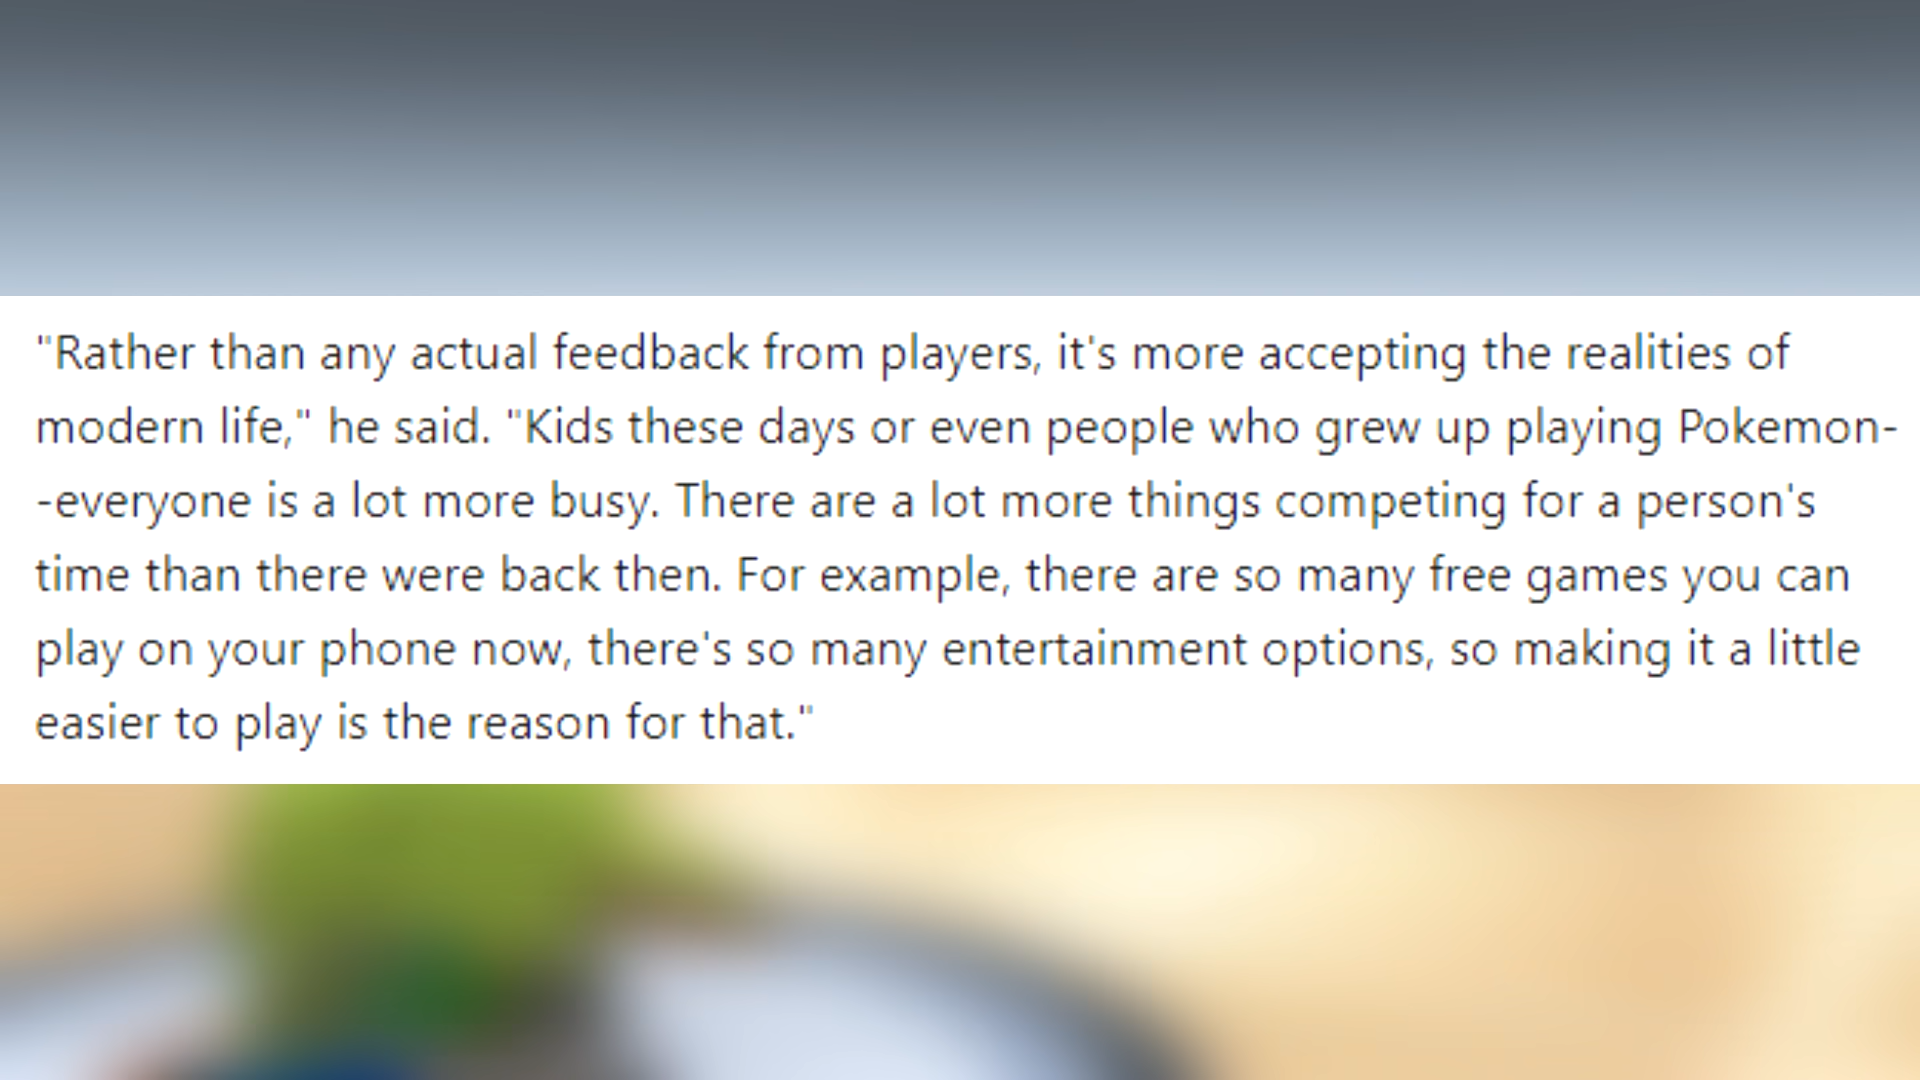 "Rather than any actual feedback from players, it's more accepting the realities of
modern life," he said. "Kids these days or even people who grew up playing Pokemon-
-everyone is a lot more busy. There are a lot more things competing for a person's
time than there were back then. For example, there are so many free games you can
play on your phone now, there's so many entertainment options, so making it a little
easier to play is the reason for that."